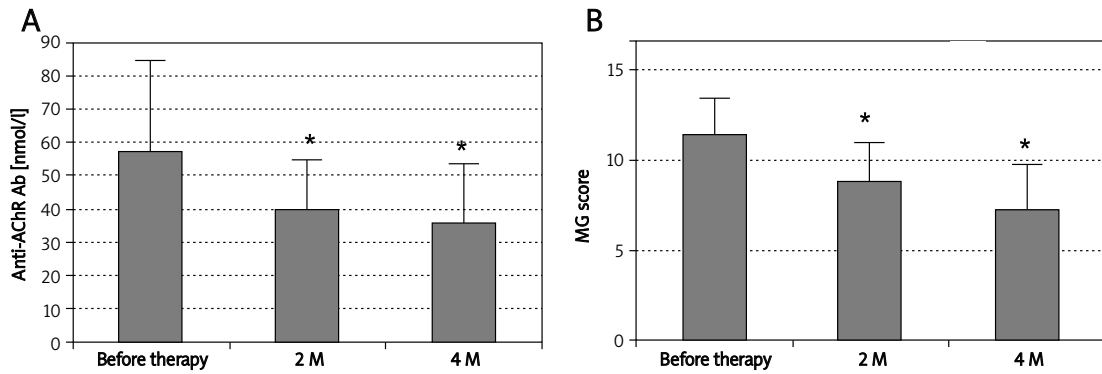 A
Anti-AChR Ab [nmol/l]
90
80
70
60
50
40
30
20
10
0
* *
Before therapy 2 M 4 M
B
MG score
15
10
5
0
* *
Before therapy 2 M 4 M